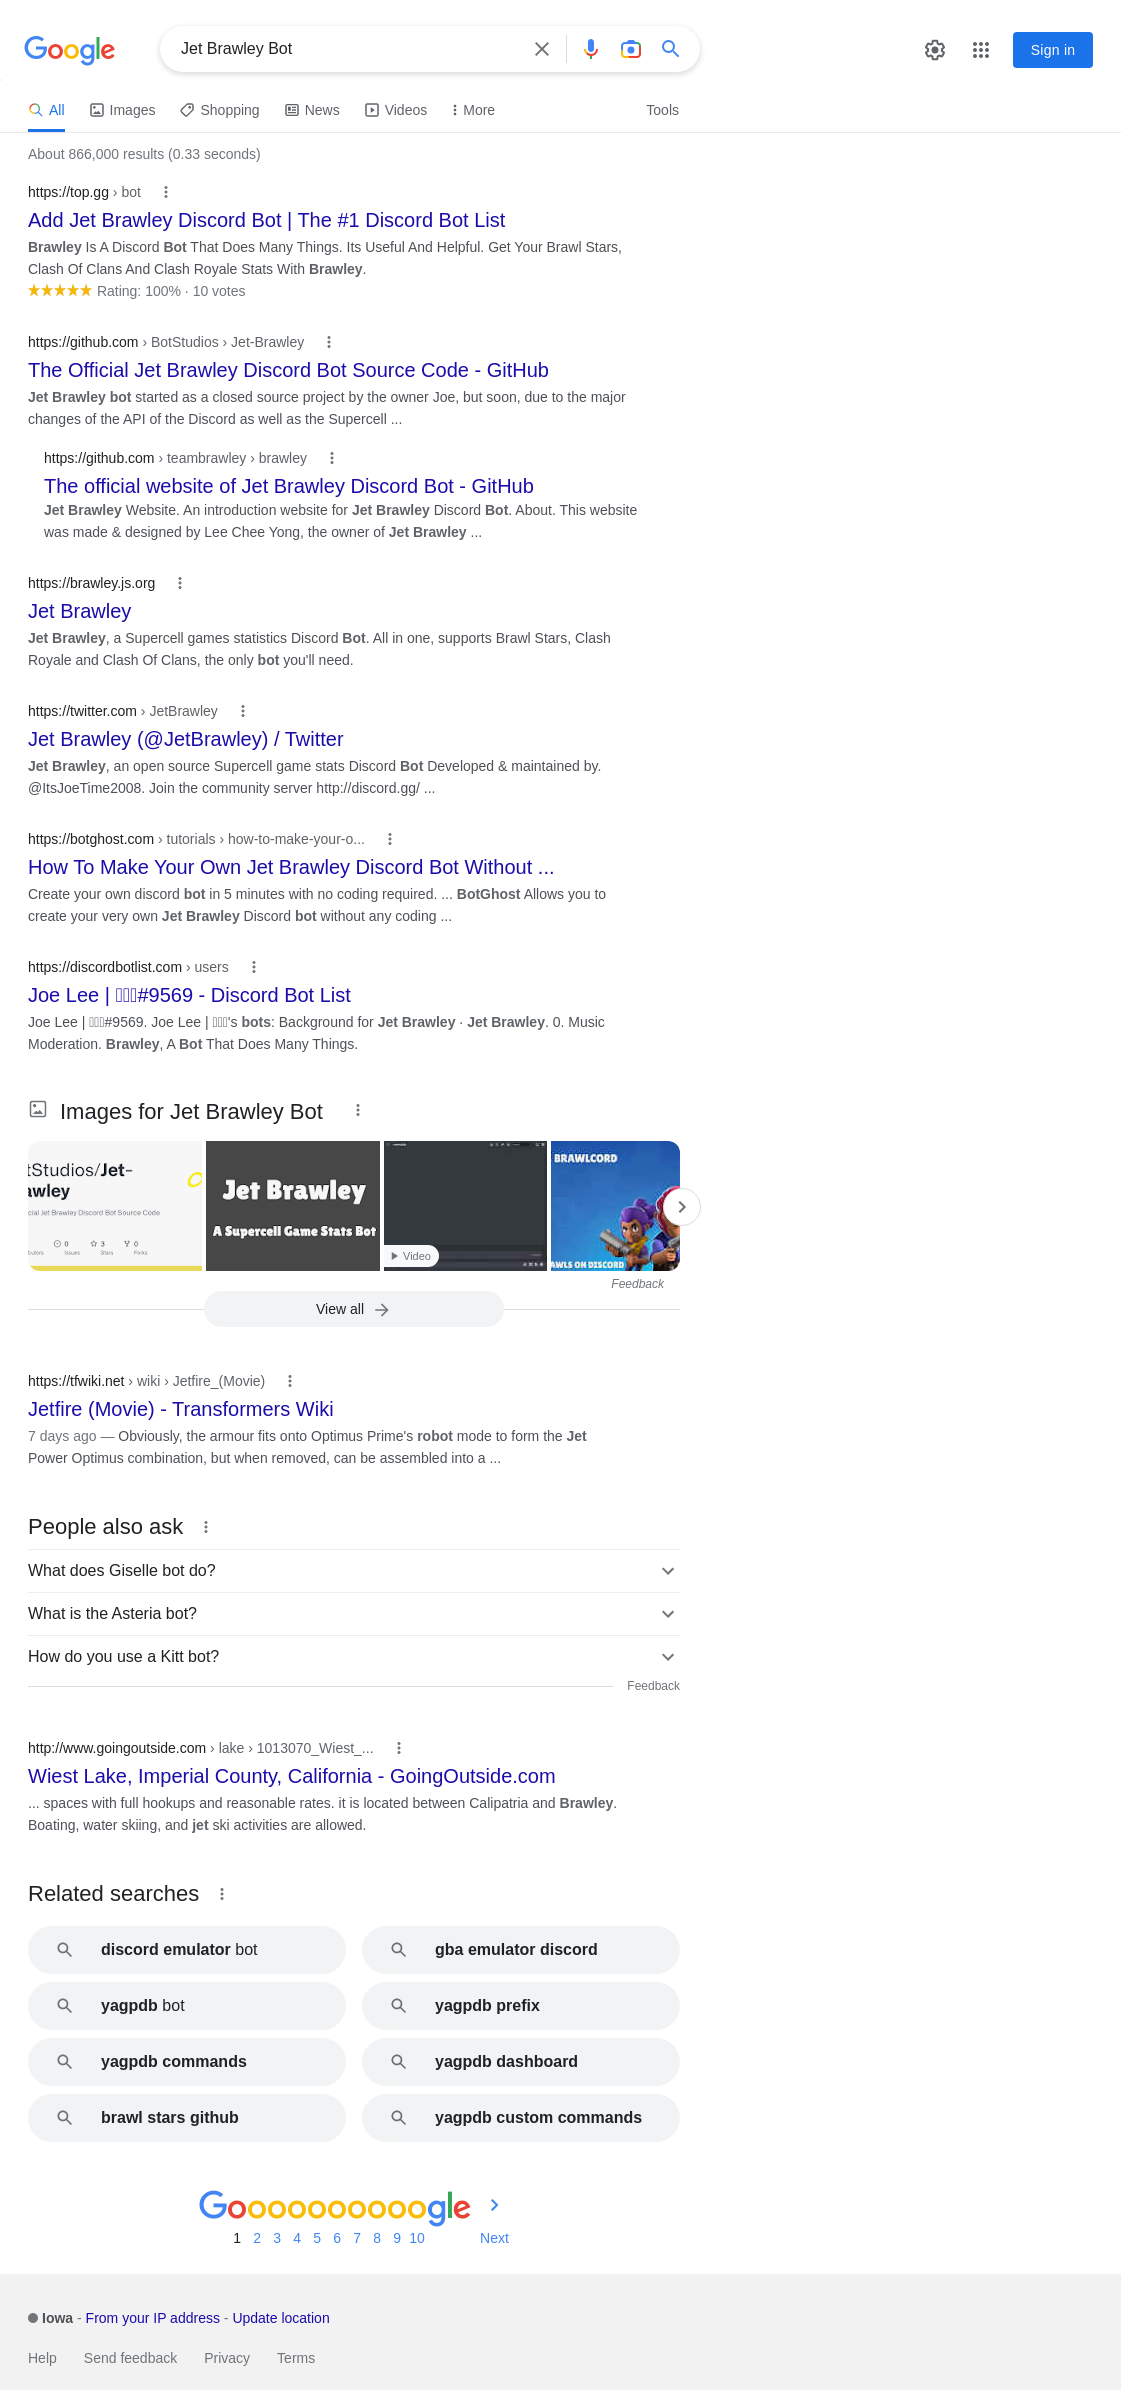 Google
Jet Brawley Bot
Sign in
All
Images
Shopping
News
Videos
More
Tools
About 866,000 results (0.33 seconds)
https://top.gg › bot
Add Jet Brawley Discord Bot | The #1 Discord Bot List
Brawley Is A Discord Bot That Does Many Things. Its Useful And Helpful. Get Your Brawl Stars,
Clash Of Clans And Clash Royale Stats With Brawley.
Rating: 100% · 10 votes
https://github.com › BotStudios › Jet-Brawley
The Official Jet Brawley Discord Bot Source Code - GitHub
Jet Brawley bot started as a closed source project by the owner Joe, but soon, due to the major
changes of the API of the Discord as well as the Supercell ...
https://github.com › teambrawley › brawley
The official website of Jet Brawley Discord Bot - GitHub
Jet Brawley Website. An introduction website for Jet Brawley Discord Bot. About. This website
was made & designed by Lee Chee Yong, the owner of Jet Brawley ...
https://brawley.js.org
Jet Brawley
Jet Brawley, a Supercell games statistics Discord Bot. All in one, supports Brawl Stars, Clash
Royale and Clash Of Clans, the only bot you'll need.
https://twitter.com › JetBrawley
Jet Brawley (@JetBrawley) / Twitter
Jet Brawley, an open source Supercell game stats Discord Bot Developed & maintained by.
@ItsJoeTime2008. Join the community server http://discord.gg/ ...
https://botghost.com › tutorials › how-to-make-your-o...
How To Make Your Own Jet Brawley Discord Bot Without ...
Create your own discord bot in 5 minutes with no coding required. ... BotGhost Allows you to
create your very own Jet Brawley Discord bot without any coding ...
https://discordbotlist.com › users
Joe Lee | #9569 - Discord Bot List
Joe Lee | #9569. Joe Lee | 's bots: Background for Jet Brawley · Jet Brawley. 0. Music
Moderation. Brawley, A Bot That Does Many Things.
Images for Jet Brawley Bot
tStudios/Jet-
awley
cial Jet Brawley Discord Bot Source Code
0
3
0
Issues
Stars
Forks
Jet Brawley
A Supercell Game Stats Bot
Video
BRAWLCORD
AWLS ON DISCORD
Feedback
View all
https://tfwiki.net › wiki › Jetfire_(Movie)
Jetfire (Movie) - Transformers Wiki
7 days ago — Obviously, the armour fits onto Optimus Prime's robot mode to form the Jet
Power Optimus combination, but when removed, can be assembled into a ...
People also ask
What does Giselle bot do?
What is the Asteria bot?
How do you use a Kitt bot?
Feedback
http://www.goingoutside.com › lake › 1013070_Wiest_...
Wiest Lake, Imperial County, California - GoingOutside.com
... spaces with full hookups and reasonable rates. it is located between Calipatria and Brawley.
Boating, water skiing, and jet ski activities are allowed.
Related searches
discord emulator bot
gba emulator discord
yagpdb bot
yagpdb prefix
yagpdb commands
yagpdb dashboard
brawl stars github
yagpdb custom commands
Goooooooooogle
1 2 3 4 5 6 7 8 9 10 Next
Iowa - From your IP address - Update location
Help
Send feedback
Privacy
Terms